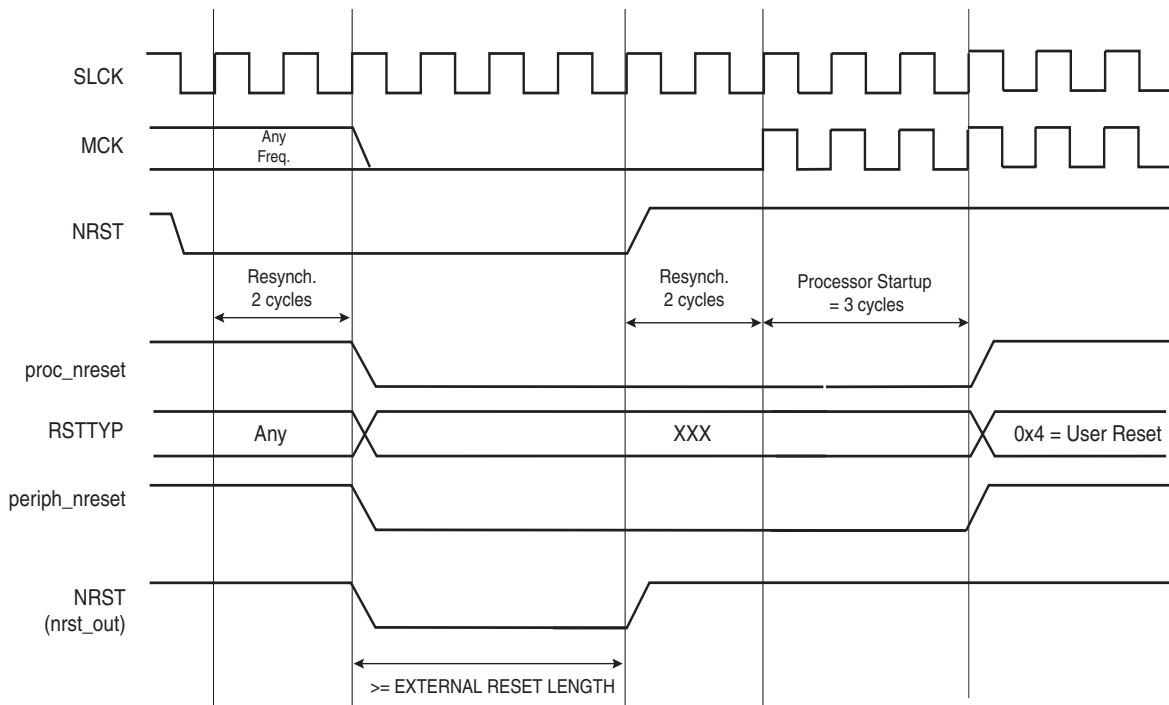 SLCK
MCK
Any
Freq.
NRST
Resynch.
2 cycles
Resynch.
2 cycles
Processor Startup
= 3 cycles
proc_nreset
RSTTYP
Any
XXX
0x4 = User Reset
periph_nreset
NRST
(nrst_out)
>= EXTERNAL RESET LENGTH